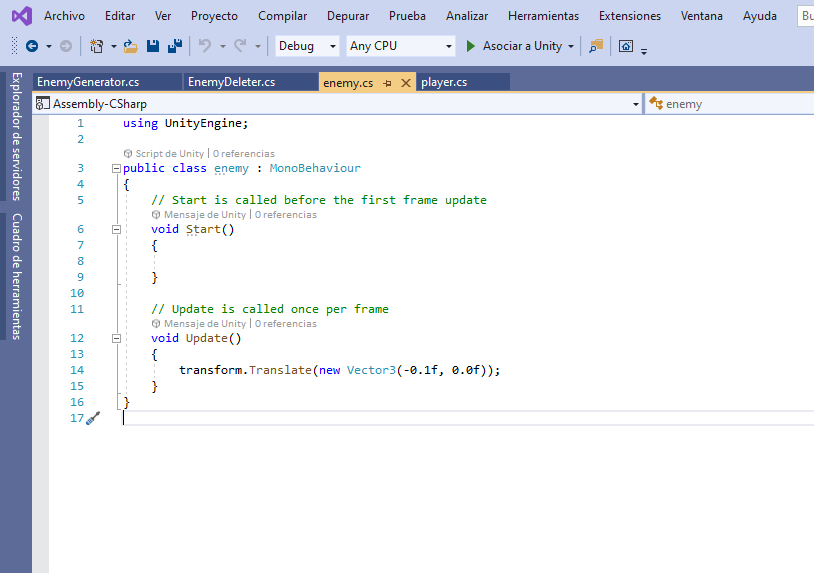 Archivo Editar Ver Proyecto Compilar Depurar Prueba Analizar Herramientas Extensiones Ventana Ayuda Bu
Debug Any CPU Asociar a Unity
EnemyGenerator.cs EnemyDeleter.cs enemy.cs player.cs
Assembly-CSharp enemy
Explorador de servidores
Cuadro de herramientas
1 using UnityEngine;
2
Script de Unity | 0 referencias
3 public class enemy : MonoBehaviour
4 {
5 // Start is called before the first frame update
Mensaje de Unity | 0 referencias
6 void Start()
7 {
8
9 }
10
11 // Update is called once per frame
Mensaje de Unity | 0 referencias
12 void Update()
13 {
14 transform.Translate(new Vector3(-0.1f, 0.0f));
15 }
16 }
17